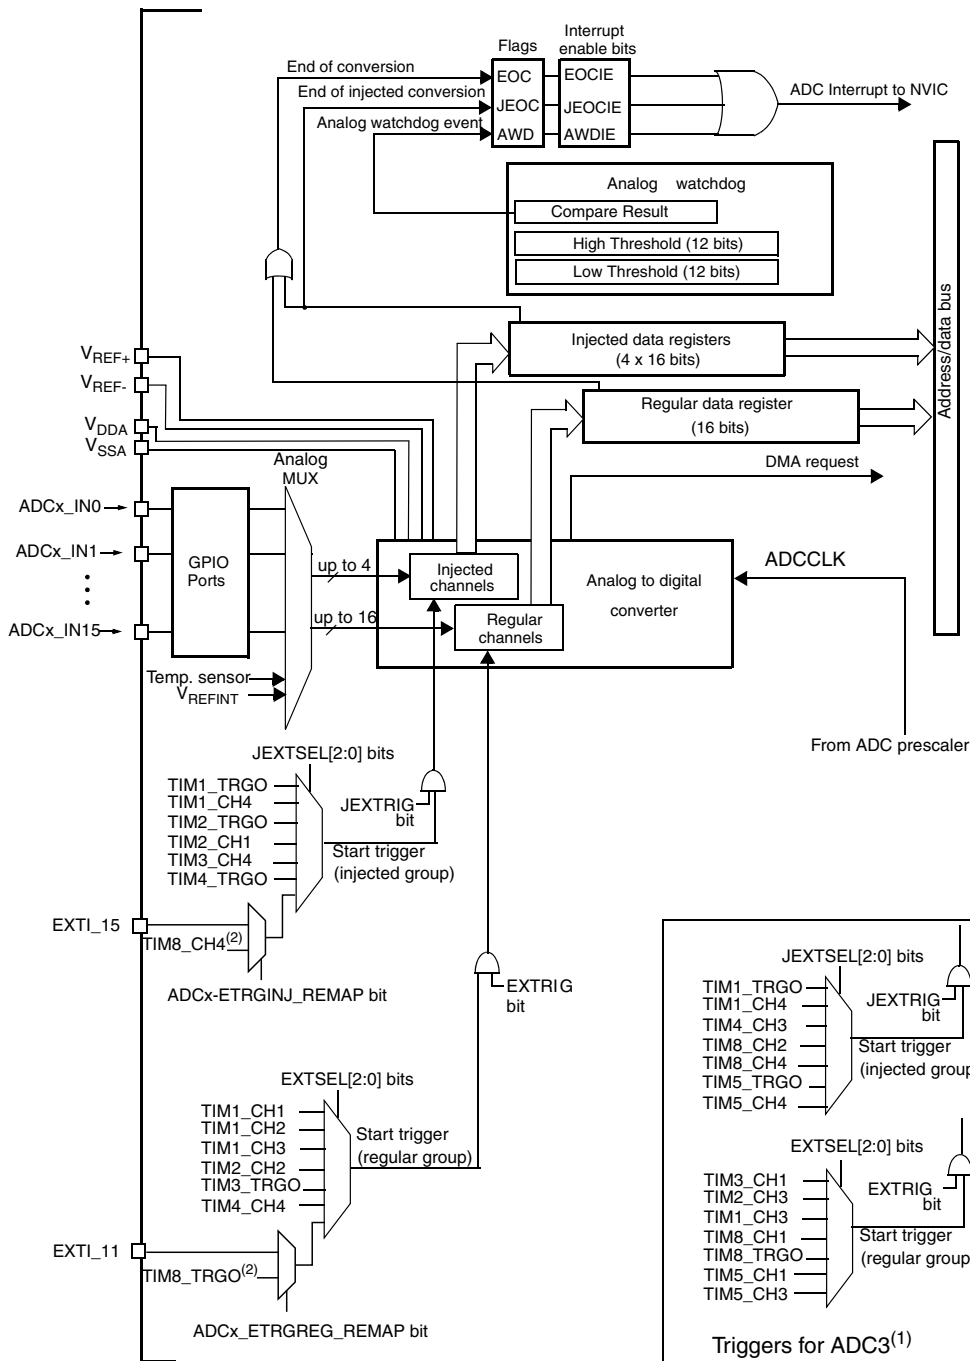 Flags
Interrupt
enable bits
End of conversion
EOC
EOCIE
ADC Interrupt to NVIC
End of injected conversion
JEOC
JEOCIE
Analog watchdog event
AWD
AWDIE
Analog watchdog
Compare Result
High Threshold (12 bits)
Low Threshold (12 bits)
Address/data bus
Injected data registers
(4 x 16 bits)
VREF+
VREF-
Regular data register
(16 bits)
VDDA
VSSA
Analog
MUX
DMA request
ADCx_IN0
ADCx_IN1
ADCx_IN15
GPIO
Ports
up to 4
Injected
channels
Analog to digital
converter
ADCCLK
up to 16
Regular
channels
Temp. sensor
VREFINT
From ADC prescaler
JEXTSEL[2:0] bits
TIM1_TRGO
TIM1_CH4
TIM2_TRGO
TIM2_CH1
TIM3_CH4
TIM4_TRGO
JEXTRIG
bit
Start trigger
(injected group)
EXTI_15
TIM8_CH4(2)
ADCx-ETRGINJ_REMAP bit
EXTRIG
bit
EXTSEL[2:0] bits
TIM1_CH1
TIM1_CH2
TIM1_CH3
TIM2_CH2
TIM3_TRGO
TIM4_CH4
Start trigger
(regular group)
EXTI_11
TIM8_TRGO(2)
ADCx_ETRGREG_REMAP bit
JEXTSEL[2:0] bits
TIM1_TRGO
TIM1_CH4
TIM4_CH3
TIM8_CH2
TIM8_CH4
TIM5_TRGO
TIM5_CH4
JEXTRIG
bit
Start trigger
(injected group
EXTSEL[2:0] bits
TIM3_CH1
TIM2_CH3
TIM1_CH3
TIM8_CH1
TIM8_TRGO
TIM5_CH1
TIM5_CH3
EXTRIG
bit
Start trigger
(regular group
Triggers for ADC3(1)